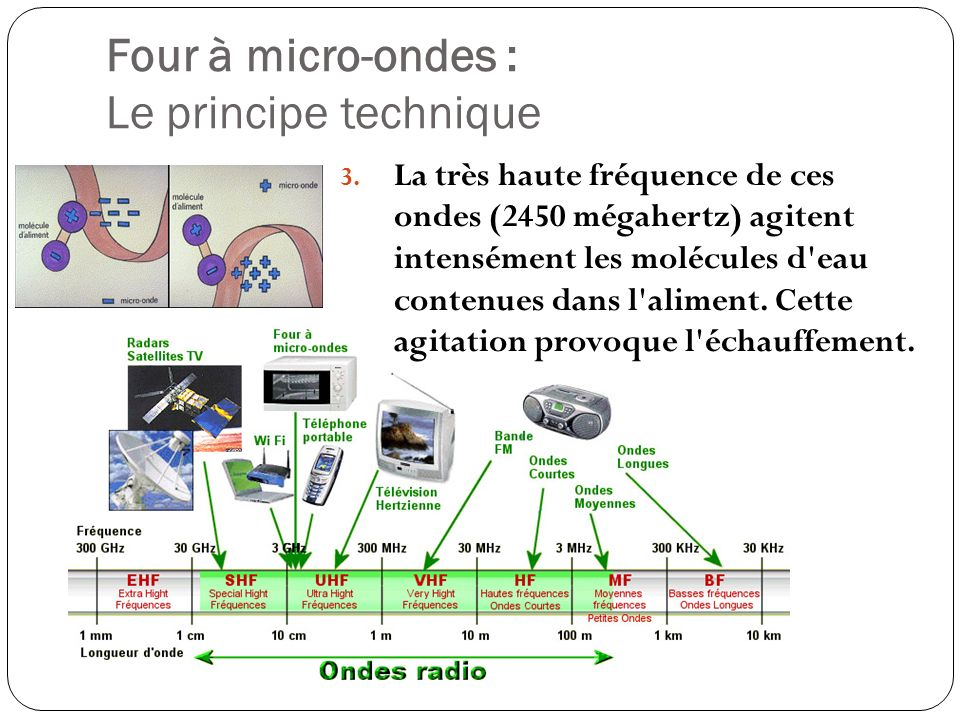 Four à micro-ondes :
Le principe technique
3. La très haute fréquence de ces
ondes (2450 mégahertz) agitent
intensément les molécules d'eau
contenues dans l'aliment. Cette
agitation provoque l'échauffement.
molécule
d'aliment
micro-onde
micro-onde
molécule
d'aliment
Radars
Satellites TV
Four à
micro-ondes
Wi Fi
Téléphone
portable
Télévision
Hertzienne
Bande
FM
Ondes
Courtes
Ondes
Moyennes
Ondes
Longues
Fréquence
300 GHz 30 GHz 3 GHz 300 MHz 30 MHz 3 MHz 300 KHz 30 KHz
EHF SHF UHF VHF HF MF BF
Extra Hight Special Hight Ultra Hight Very Hight Hautes fréquences Moyennes Basses fréquences
Fréquences Fréquences Fréquences Fréquences Ondes Courtes fréquences Ondes Longues
Petites Ondes
1 mm 1 cm 10 cm 1 m 10 m 100 m 1 km 10 km
Longueur d'onde
Ondes radio